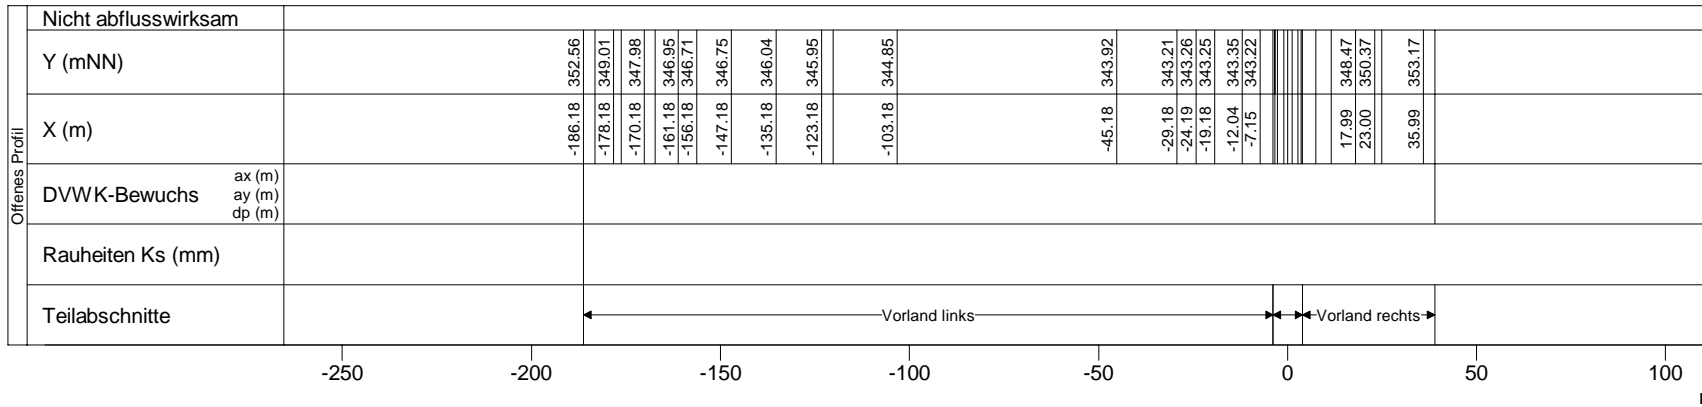 Offenes Profil
Nicht abflusswirksam
Y (mNN) 352.56 349.01 347.98 346.95 346.71 346.75 346.04 345.95 344.85 343.92 343.21 343.26 343.25 343.35 343.22 348.47 350.37 353.17
X (m) -186.18 -178.18 -170.18 -161.18 -156.18 -147.18 -135.18 -123.18 -103.18 -45.18 -29.18 -24.19 -19.18 -12.04 -7.15 17.99 23.00 35.99
DVWK-Bewuchs
ax (m)
ay (m)
dp (m)
Rauheiten Ks (mm)
Teilabschnitte Vorland links Vorland rechts
-250 -200 -150 -100 -50 0 50 100